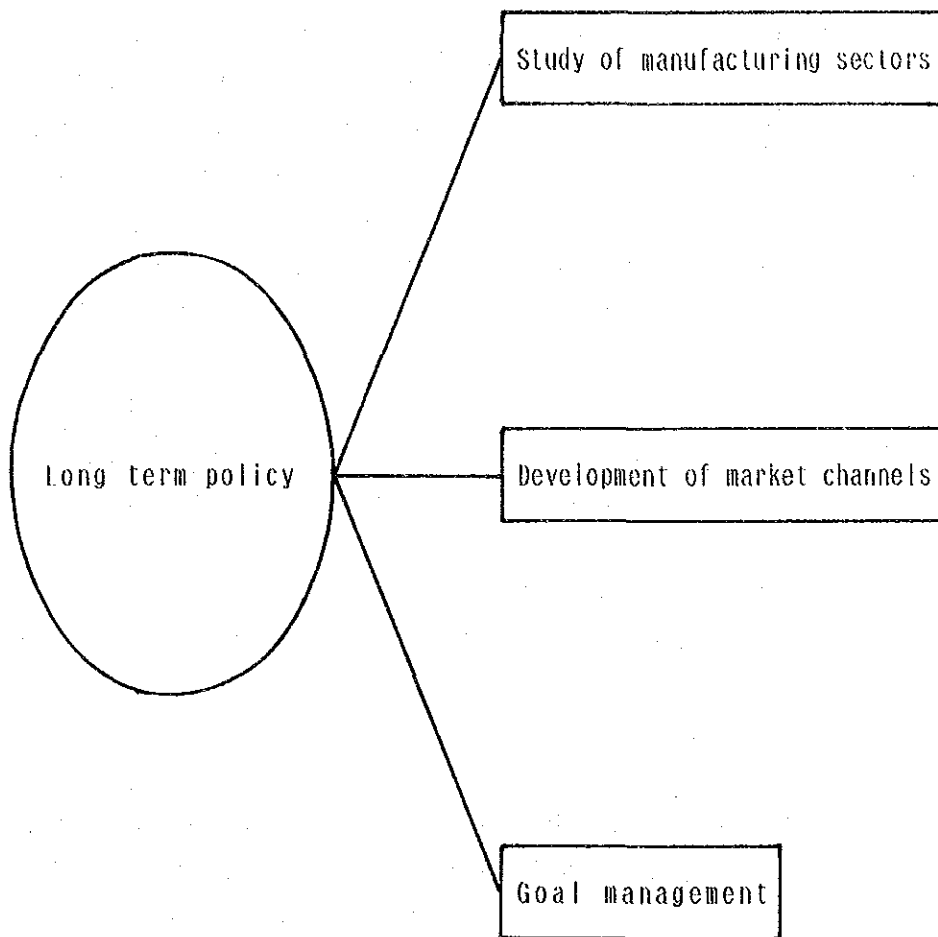 Study of manufacturing sectors
Long term policy
Development of market channels
Goal management